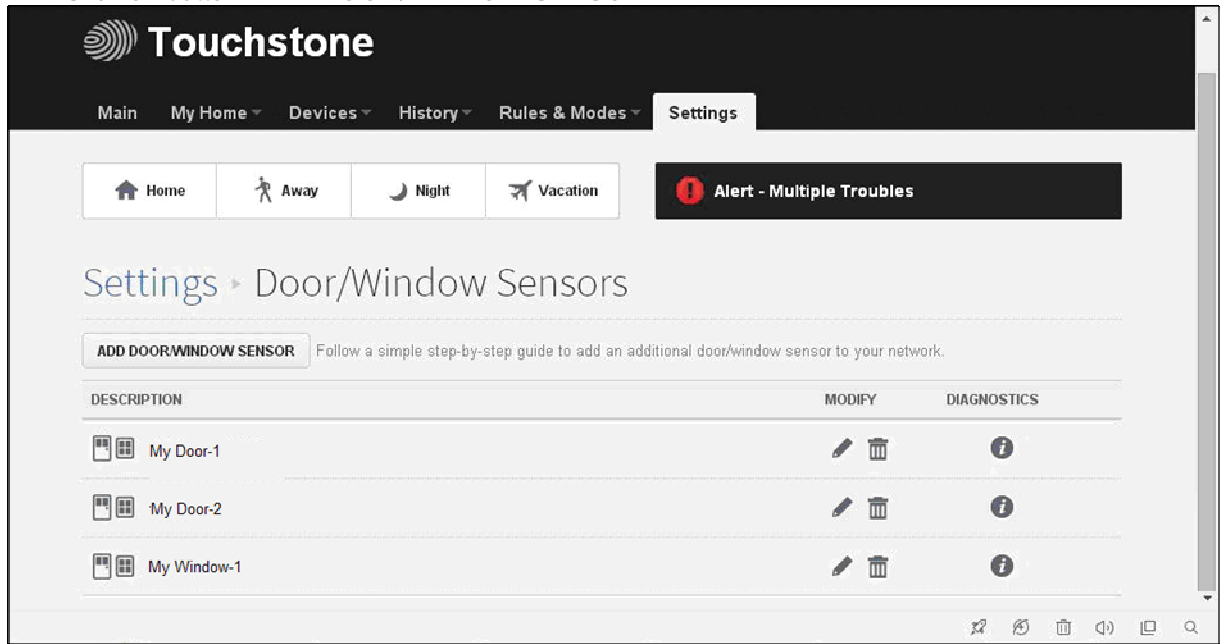 Touchstone
Main My Home Devices History Rules & Modes Settings
Home Away Night Vacation Alert - Multiple Troubles
Settings Door/Window Sensors
ADD DOOR/WINDOW SENSOR Follow a simple step-by-step guide to add an additional door/window sensor to your network.
DESCRIPTION MODIFY DIAGNOSTICS
My Door-1
My Door-2
My Window-1